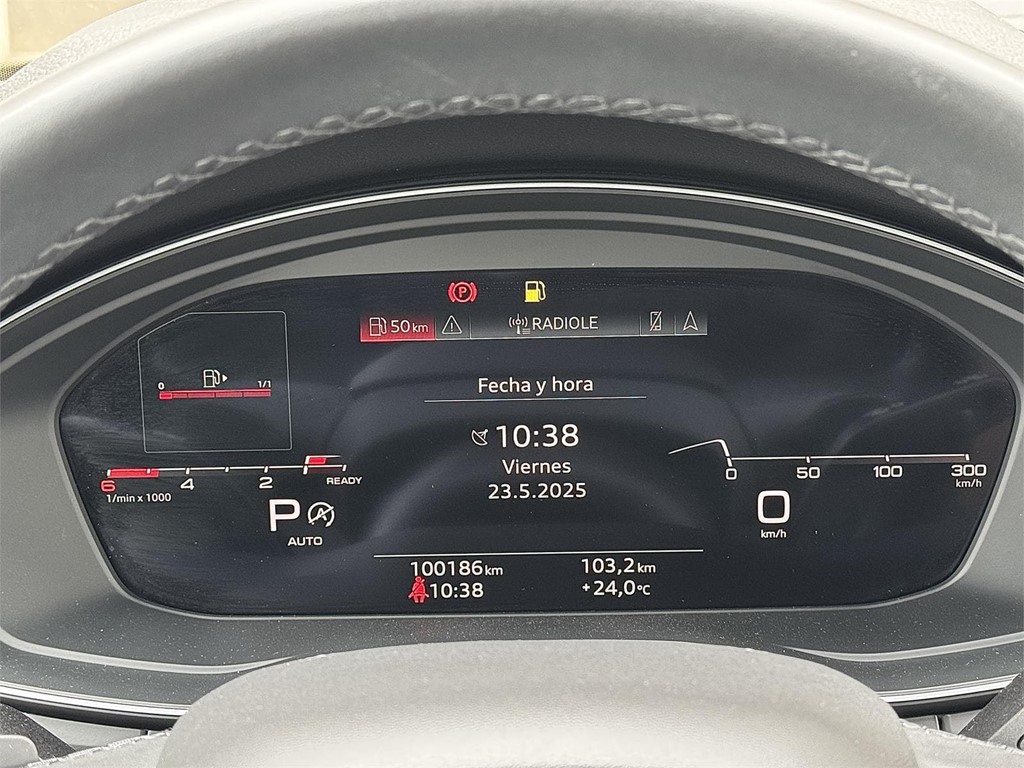 P
50 km
RADIOLE
0 1/1
Fecha y hora
10:38
Viernes
23.5.2025
6 4 2 READY
1/min x 1000
P
AUTO
0 50 100 300
km/h
0
km/h
100186 km 103,2 km
10:38 +24,0 °C